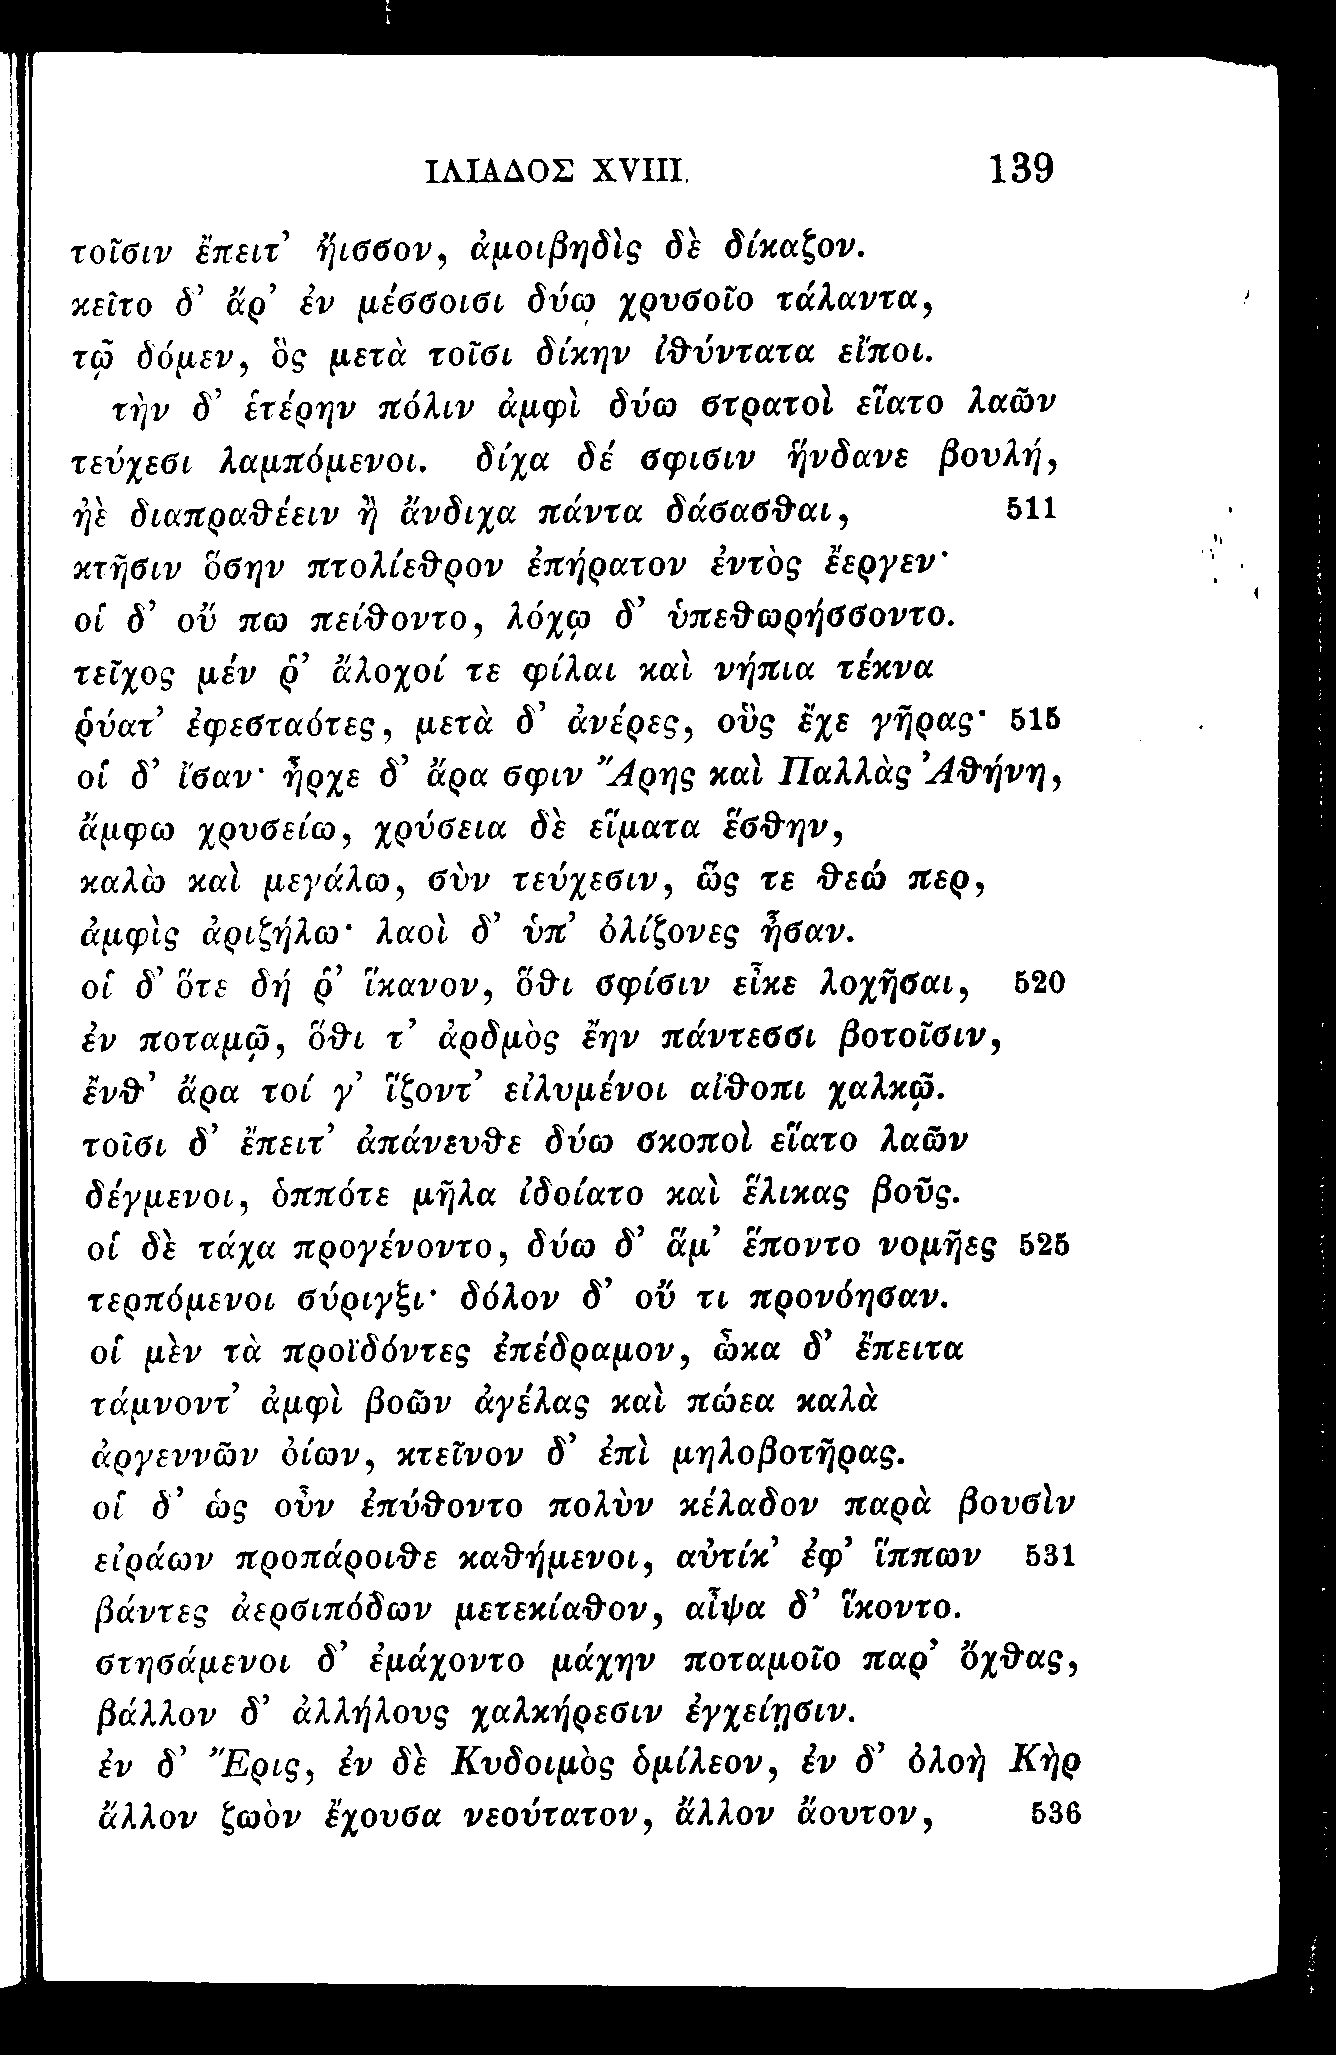 ΙΛΙΑΔΟΣ XVIII. 139
τοῖσιν ἔπειτ’ ἤισσον, ἀμοιβηδὶς δὲ δίκαζον.
κεῖτο δ’ ἄρ’ ἐν μέσσοισι δύω χρυσοῖο τάλαντα,
τῷ δόμεν, ὃς μετὰ τοῖσι δίκην ἰθύντατα εἴποι.
τὴν δ’ ἑτέρην πόλιν ἀμφὶ δύω στρατοὶ εἵατο λαῶν
τεύχεσι λαμπόμενοι. δίχα δέ σφισιν ἥνδανε βουλή,
ἠὲ διαπραθέειν ἢ ἄνδιχα πάντα δάσασθαι, 511
κτῆσιν ὅσην πτολίεθρον ἐπήρατον ἐντὸς ἔεργεν·
οἱ δ’ οὔ πω πείθοντο, λόχῳ δ’ ὑπεθωρήσσοντο.
τεῖχος μέν ῥ’ ἄλοχοί τε φίλαι καὶ νήπια τέκνα
ῥύατ’ ἐφεσταότες, μετὰ δ’ ἀνέρες, οὓς ἔχε γῆρας· 515
οἱ δ’ ἴσαν· ἦρχε δ’ ἄρα σφιν Ἄρης καὶ Παλλὰς Ἀθήνη,
ἄμφω χρυσείω, χρύσεια δὲ εἵματα ἕσθην,
καλὼ καὶ μεγάλω, σὺν τεύχεσιν, ὥς τε θεώ περ,
ἀμφὶς ἀριζήλω· λαοὶ δ’ ὑπ’ ὀλίζονες ἦσαν.
οἱ δ’ ὅτε δή ῥ’ ἵκανον, ὅθι σφίσιν εἶκε λοχῆσαι, 520
ἐν ποταμῷ, ὅθι τ’ ἀρδμὸς ἔην πάντεσσι βοτοῖσιν,
ἔνθ’ ἄρα τοί γ’ ἵζοντ’ εἰλυμένοι αἴθοπι χαλκῷ.
τοῖσι δ’ ἔπειτ’ ἀπάνευθε δύω σκοποὶ εἵατο λαῶν
δέγμενοι, ὁππότε μῆλα ἰδοίατο καὶ ἕλικας βοῦς.
οἱ δὲ τάχα προγένοντο, δύω δ’ ἅμ’ ἕποντο νομῆες 525
τερπόμενοι σύριγξι· δόλον δ’ οὔ τι προνόησαν.
οἱ μὲν τὰ προϊδόντες ἐπέδραμον, ὦκα δ’ ἔπειτα
τάμνοντ’ ἀμφὶ βοῶν ἀγέλας καὶ πώεα καλὰ
ἀργεννῶν ὀίων, κτεῖνον δ’ ἐπὶ μηλοβοτῆρας.
οἱ δ’ ὡς οὖν ἐπύθοντο πολὺν κέλαδον παρὰ βουσὶν
εἰράων προπάροιθε καθήμενοι, αὐτίκ’ ἐφ’ ἵππων 531
βάντες ἀερσιπόδων μετεκίαθον, αἶψα δ’ ἵκοντο.
στησάμενοι δ’ ἐμάχοντο μάχην ποταμοῖο παρ’ ὄχθας,
βάλλον δ’ ἀλλήλους χαλκήρεσιν ἐγχείῃσιν.
ἐν δ’ Ἔρις, ἐν δὲ Κυδοιμὸς ὁμίλεον, ἐν δ’ ὀλοὴ Κὴρ
ἄλλον ζωὸν ἔχουσα νεούτατον, ἄλλον ἄουτον, 536